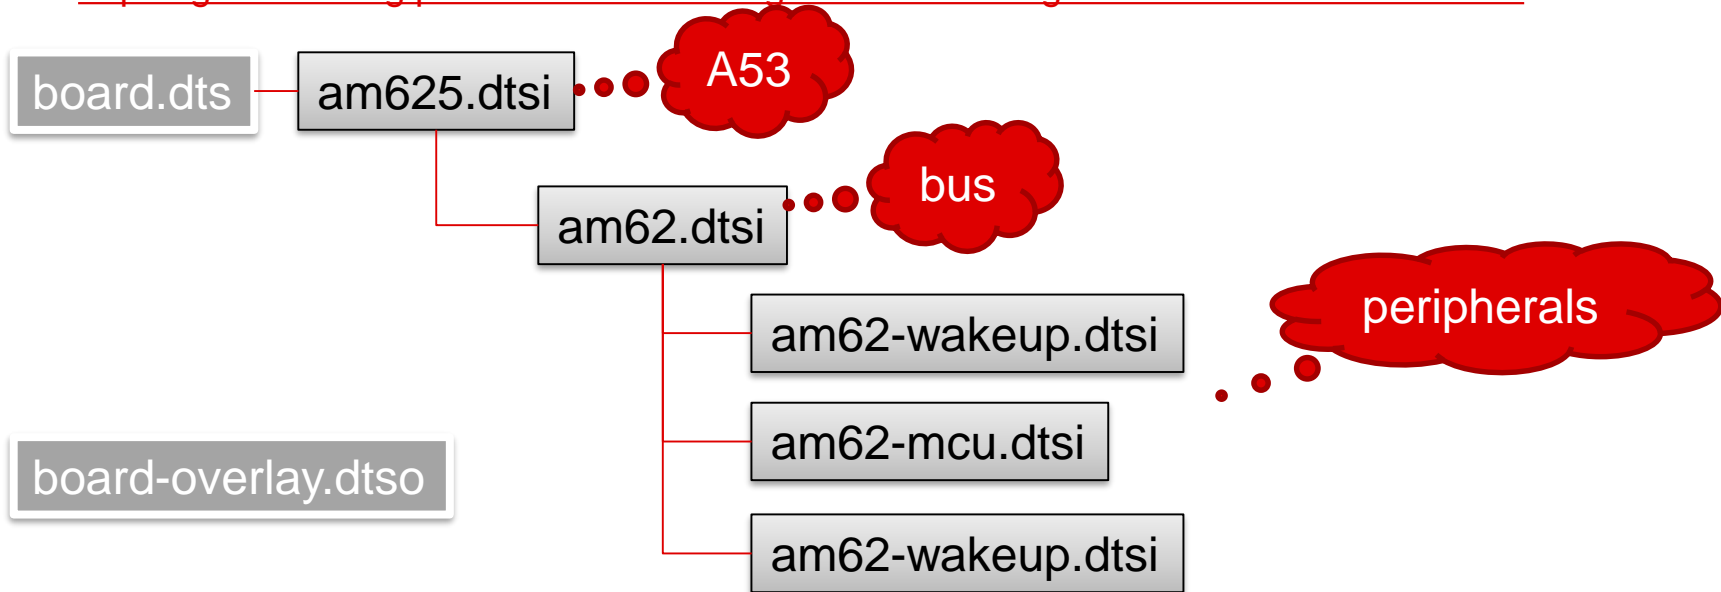 A53
board.dts
am625.dtsi
bus
am62.dtsi
peripherals
am62-wakeup.dtsi
am62-mcu.dtsi
board-overlay.dtso
am62-wakeup.dtsi